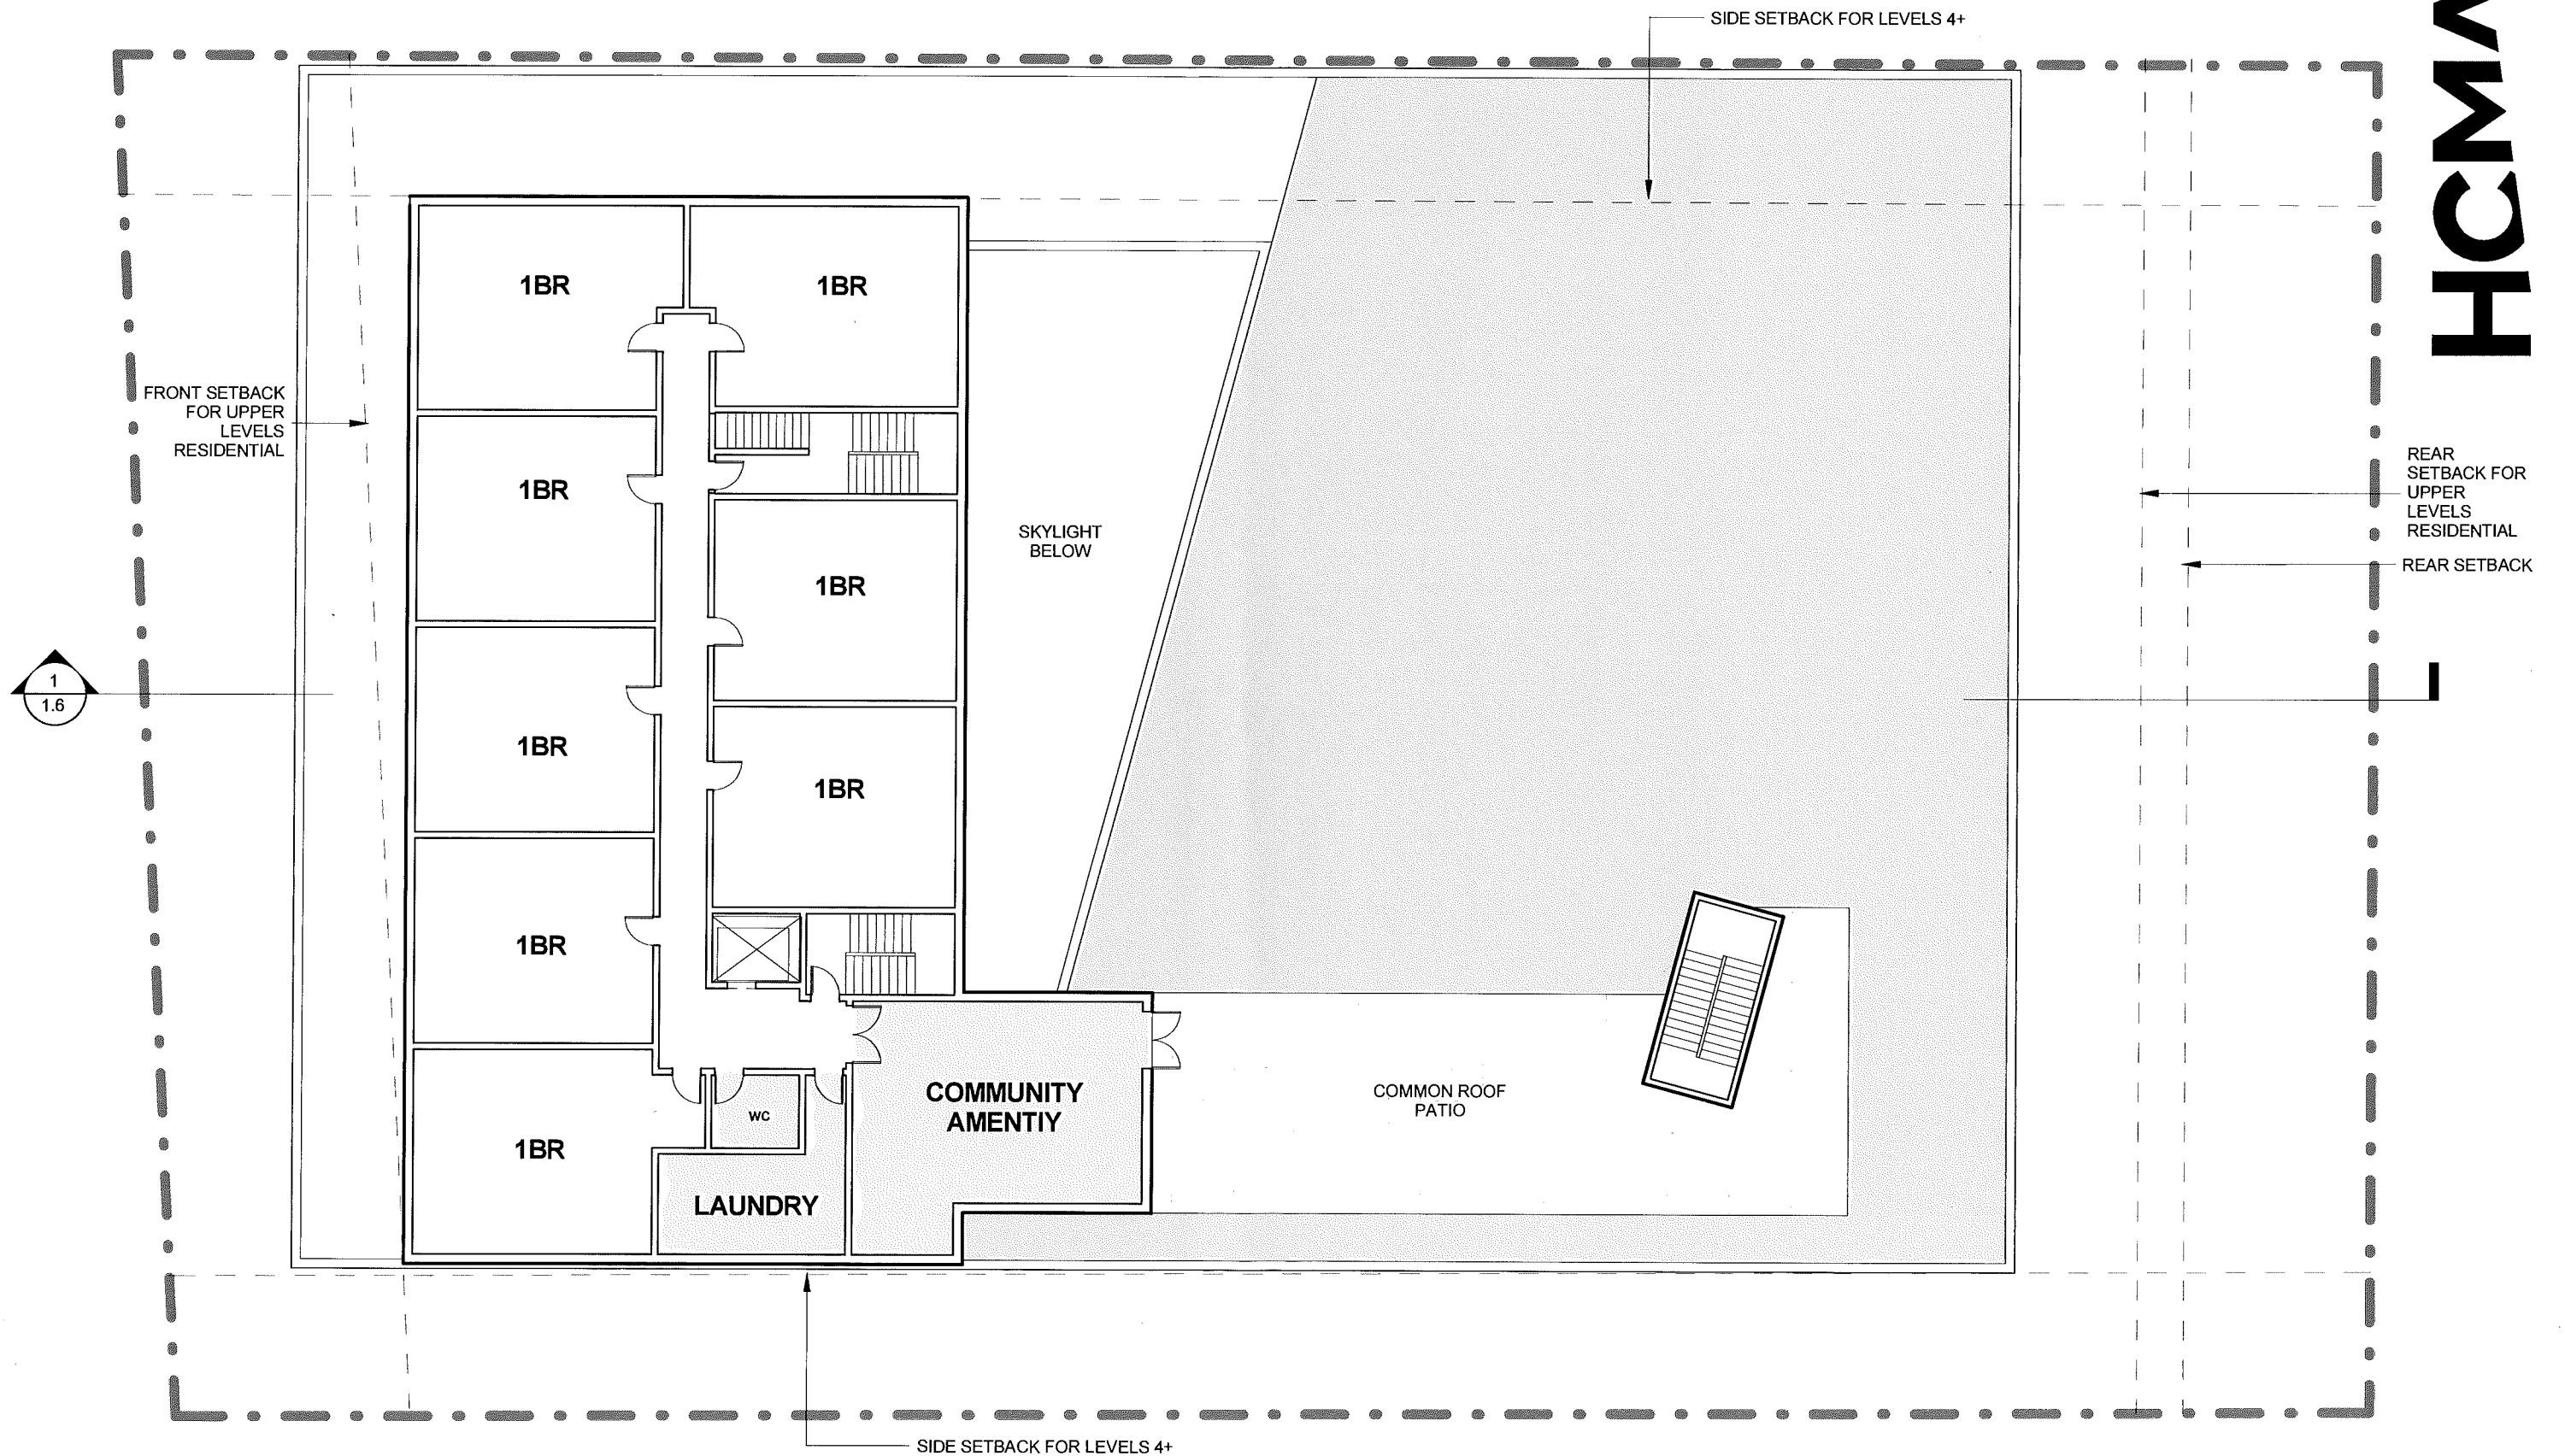 SIDE SETBACK FOR LEVELS 4+
HCMA
1BR
1BR
FRONT SETBACK
FOR UPPER
LEVELS
RESIDENTIAL
1BR
REAR
SETBACK FOR
UPPER
LEVELS
RESIDENTIAL
SKYLIGHT
BELOW
REAR SETBACK
1BR
1
1.6
1BR
1BR
1BR
COMMUNITY
AMENTIY
COMMON ROOF
PATIO
WC
1BR
LAUNDRY
SIDE SETBACK FOR LEVELS 4+